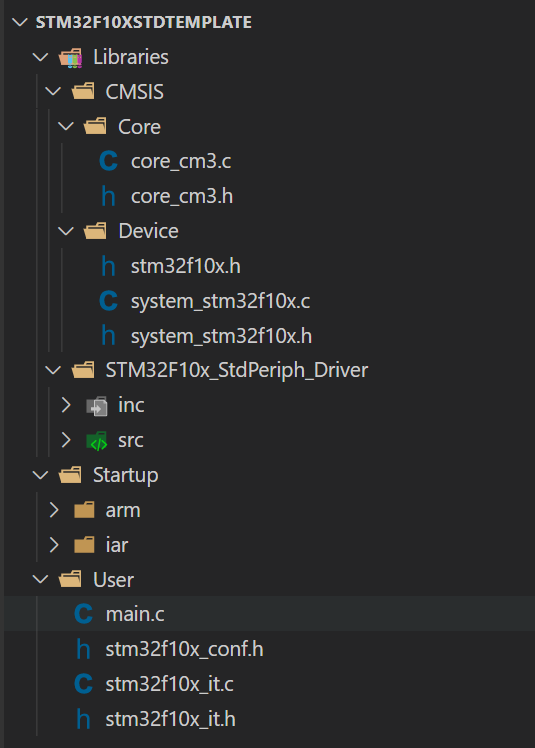 STM32F10XSTDTEMPLATE
Libraries
CMSIS
Core
C core_cm3.c
h core_cm3.h
Device
h stm32f10x.h
C system_stm32f10x.c
h system_stm32f10x.h
STM32F10x_StdPeriph_Driver
inc
src
Startup
arm
iar
User
C main.c
h stm32f10x_conf.h
C stm32f10x_it.c
h stm32f10x_it.h